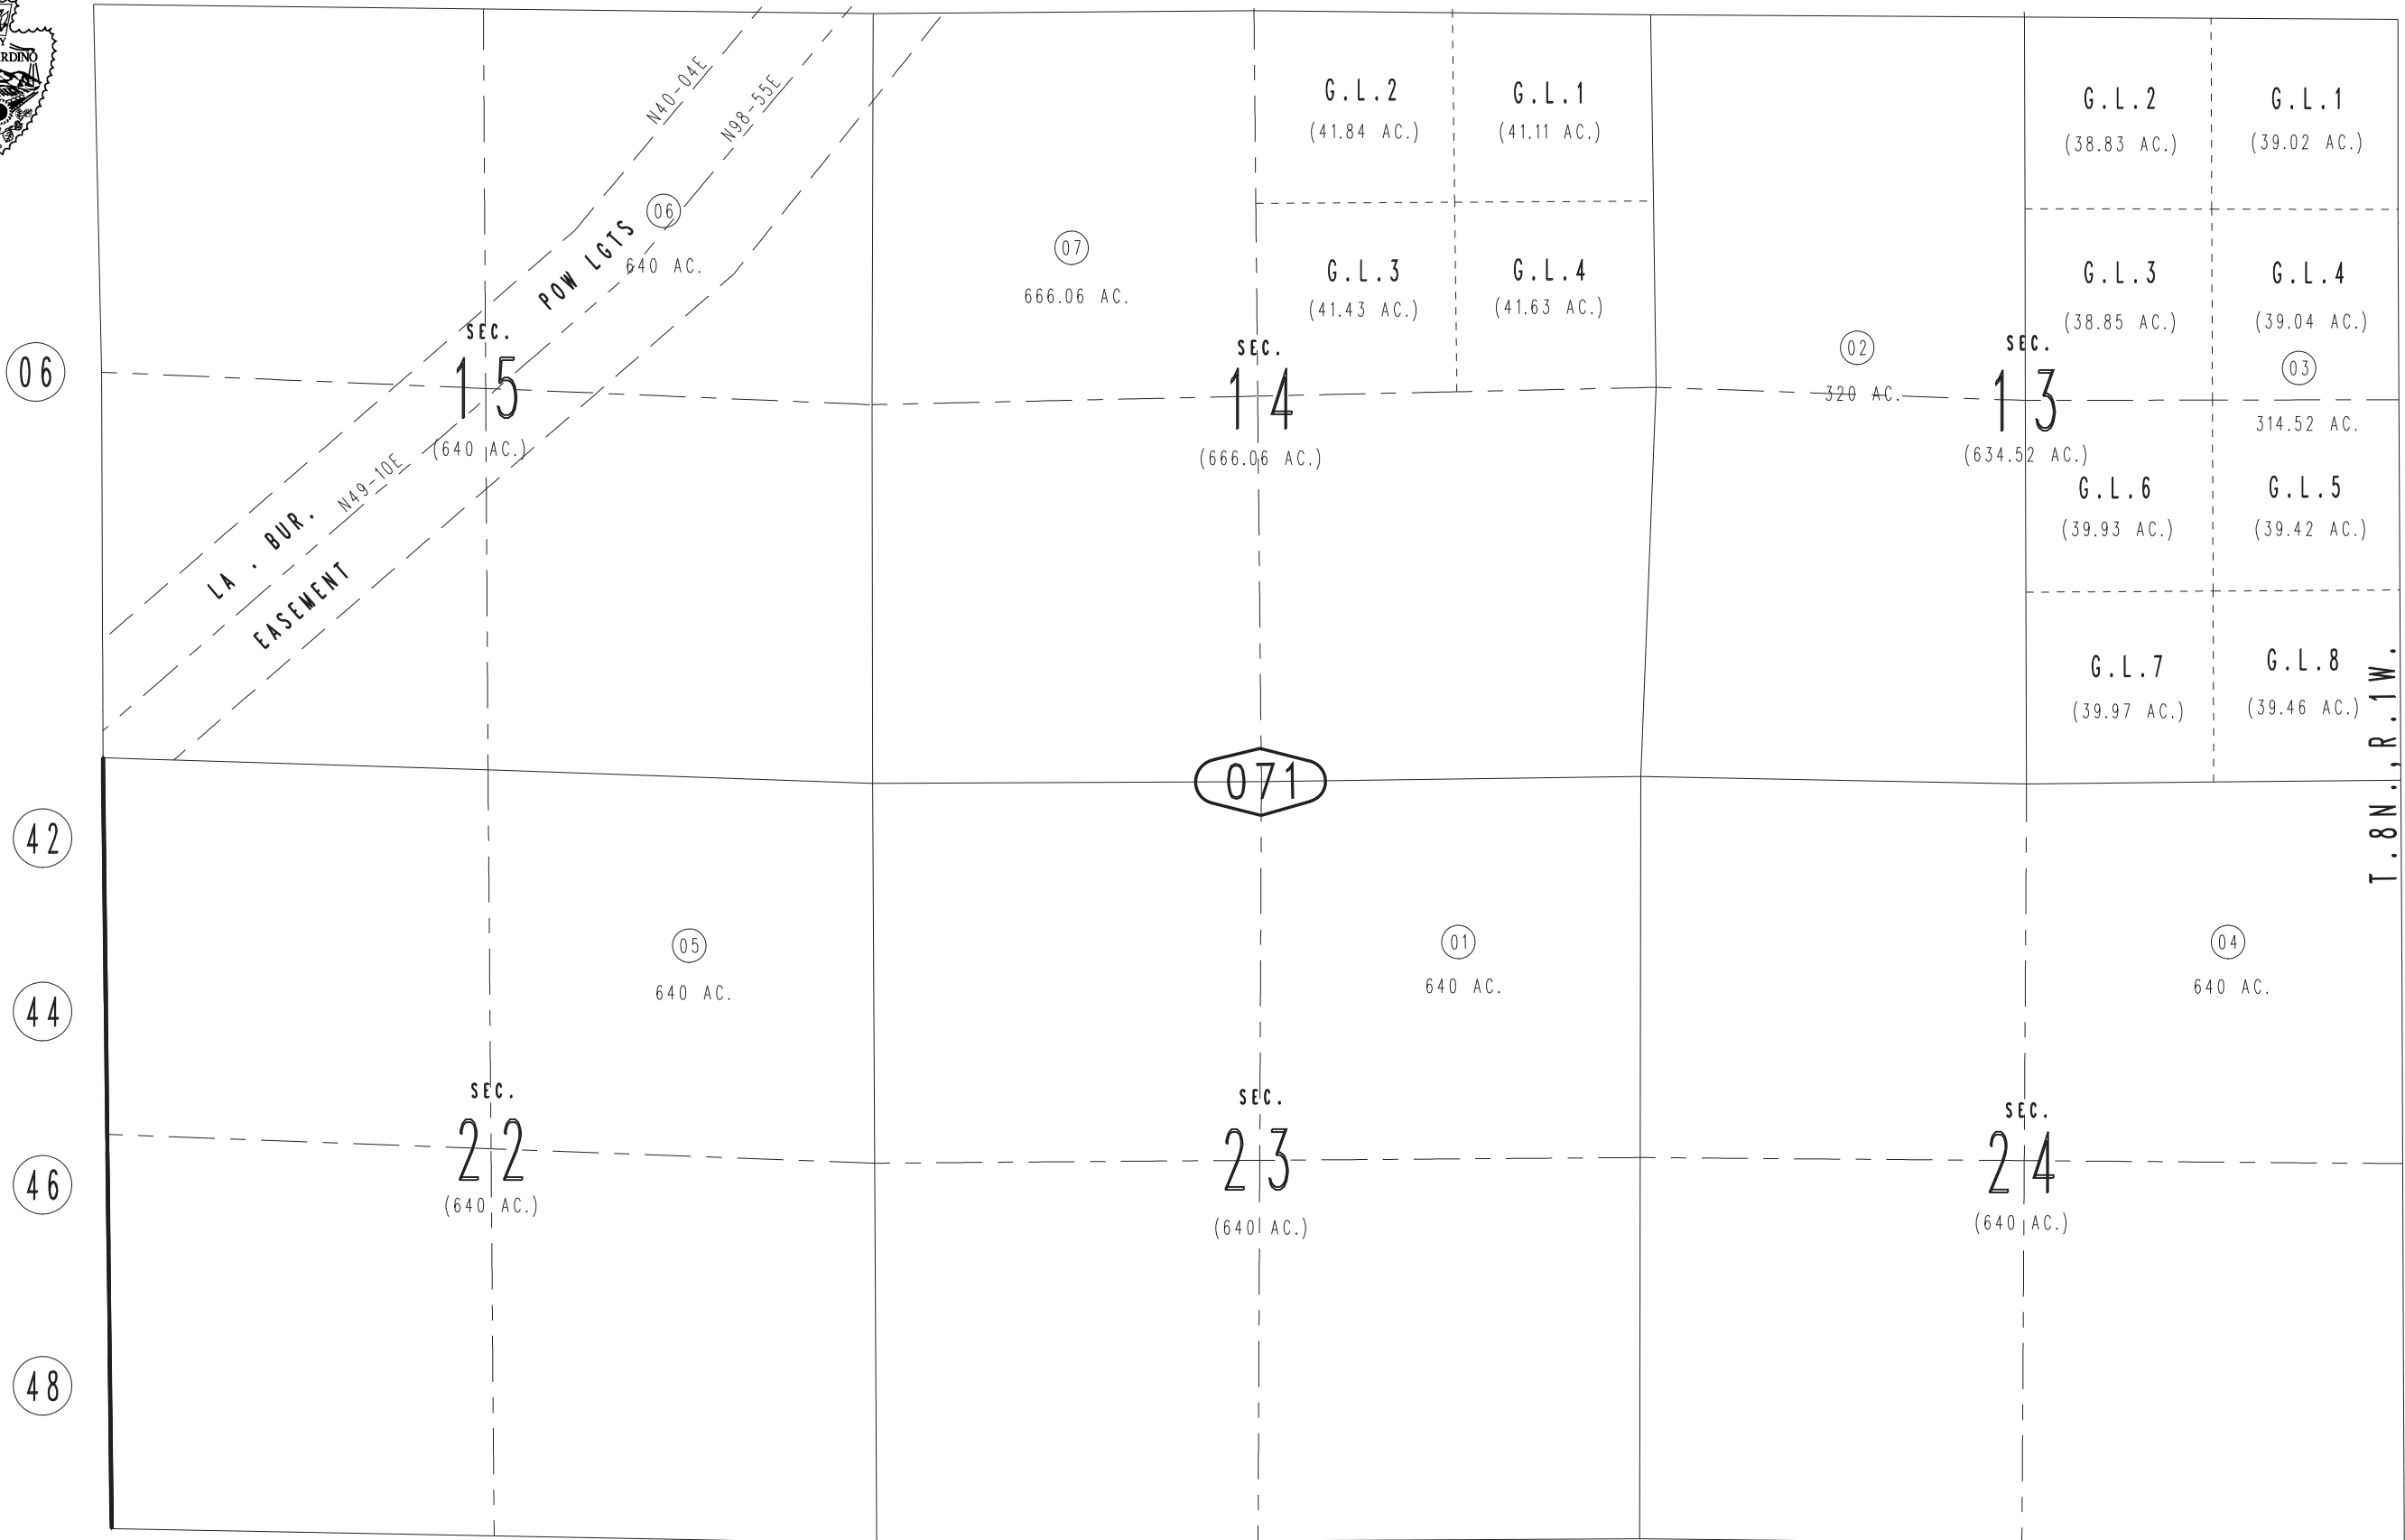 RDINO
N40-04E
N98-55E
G.L.2
(41.84 AC.)
G.L.1
(41.11 AC.)
G.L.2
(38.83 AC.)
G.L.1
(39.02 AC.)
06
640 AC.
POW LGTS
07
666.06 AC.
G.L.3
(41.43 AC.)
G.L.4
(41.63 AC.)
G.L.3
(38.85 AC.)
G.L.4
(39.04 AC.)
06
SEC.
15
(640 AC.)
SEC.
14
(666.06 AC.)
02
320 AC.
SEC.
13
(634.52 AC.)
03
314.52 AC.
LA . BUR.
N49-10E
EASEMENT
G.L.6
(39.93 AC.)
G.L.5
(39.42 AC.)
G.L.7
(39.97 AC.)
G.L.8
(39.46 AC.)
T.8N., R.1W.
071
42
05
640 AC.
01
640 AC.
04
640 AC.
44
SEC.
22
(640 AC.)
SEC.
23
(640 AC.)
SEC.
24
(640 AC.)
46
48